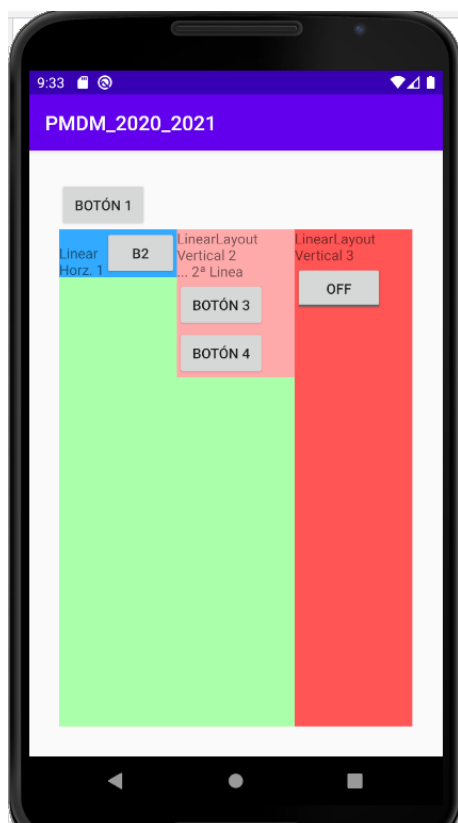 9:33
PMDM_2020_2021
BOTÓN 1
Linear
Horz. 1
B2
LinearLayout
Vertical 2
... 2ª Linea
BOTÓN 3
BOTÓN 4
LinearLayout
Vertical 3
OFF